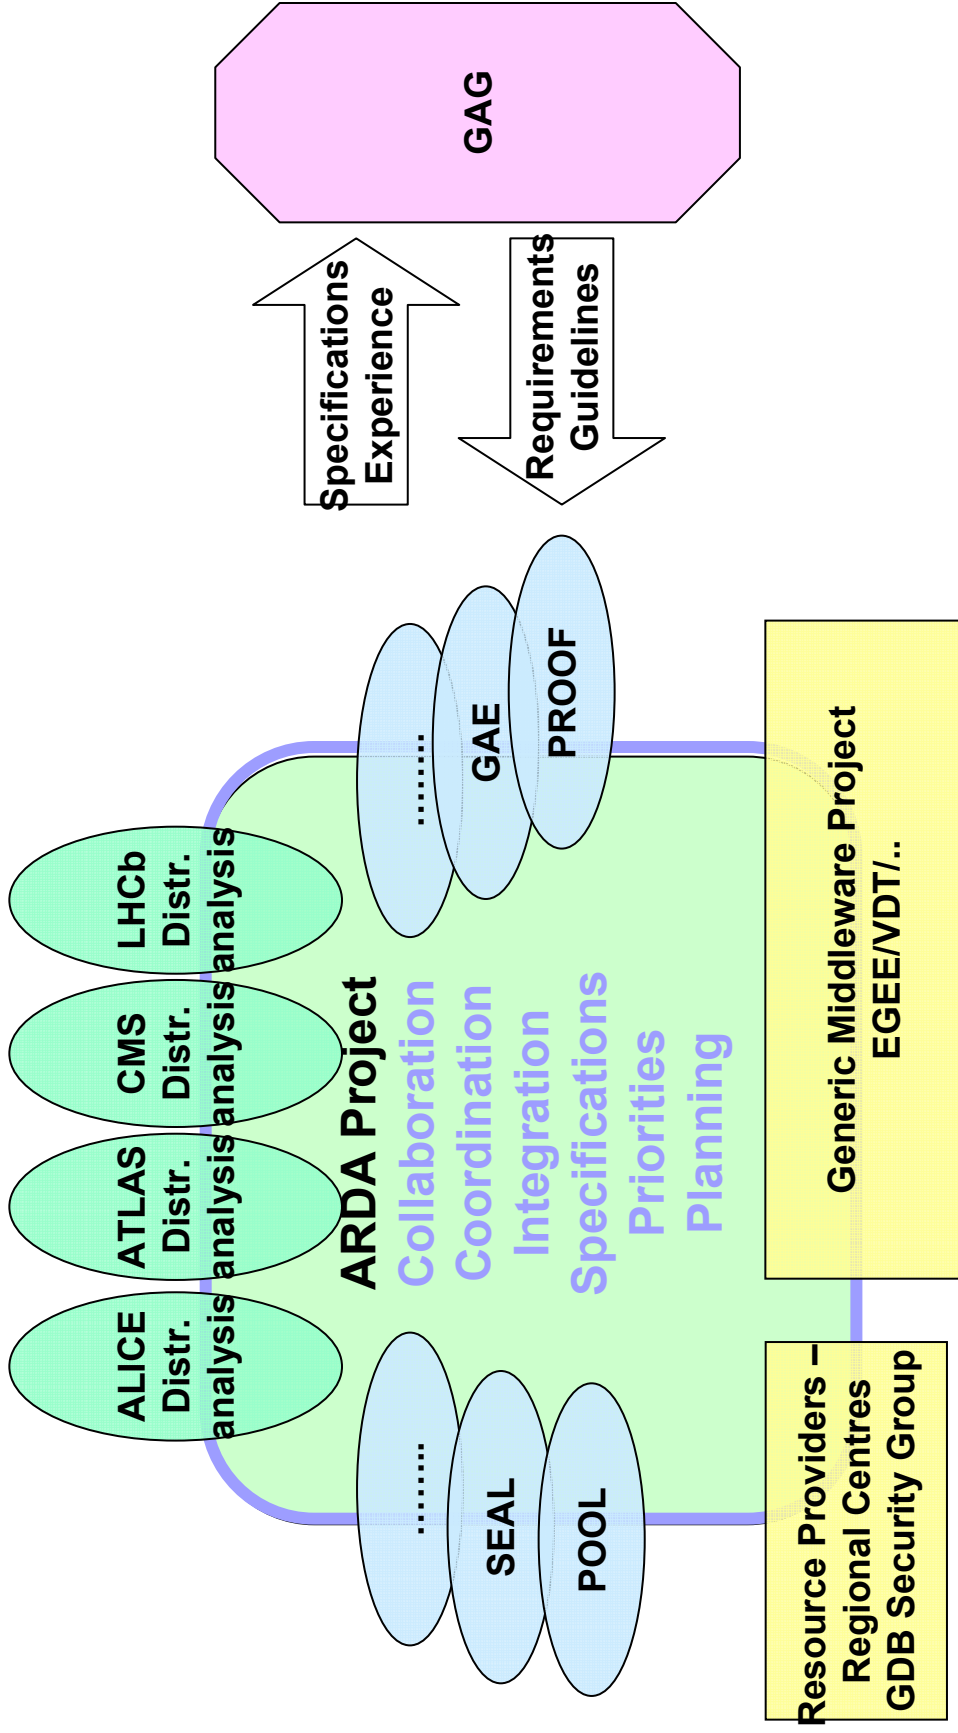 ALICE
Distr.
analysis
ATLAS
Distr.
analysis
CMS
Distr.
analysis
LHCb
Distr.
analysis
ARDA Project
Collaboration
Coordination
Integration
Specifications
Priorities
Planning
........
SEAL
POOL
........
GAE
PROOF
Specifications
Experience
Requirements
Guidelines
GAG
Resource Providers –
Regional Centres
GDB Security Group
Generic Middleware Project
EGEE/VDT/..